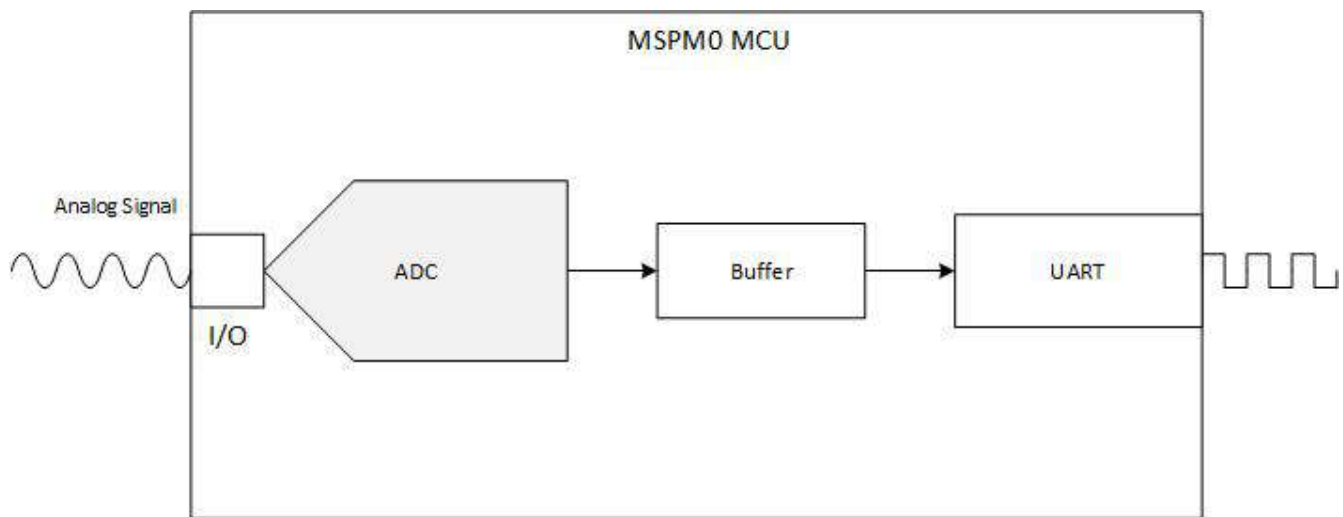 MSPM0 MCU
Analog Signal
I/O
ADC
Buffer
UART